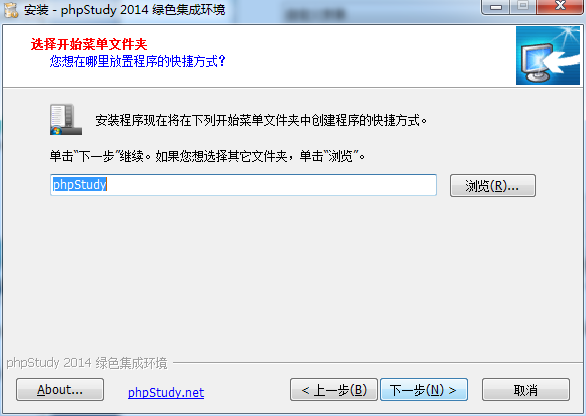 安装 - phpStudy 2014 绿色集成环境
选择开始菜单文件夹
您想在哪里放置程序的快捷方式?
安装程序现在将在下列开始菜单文件夹中创建程序的快捷方式。
单击“下一步”继续。如果您想选择其它文件夹，单击“浏览”。
phpStudy
浏览(R)...
phpStudy 2014 绿色集成环境
About...
phpStudy.net
< 上一步(B)
下一步(N) >
取消